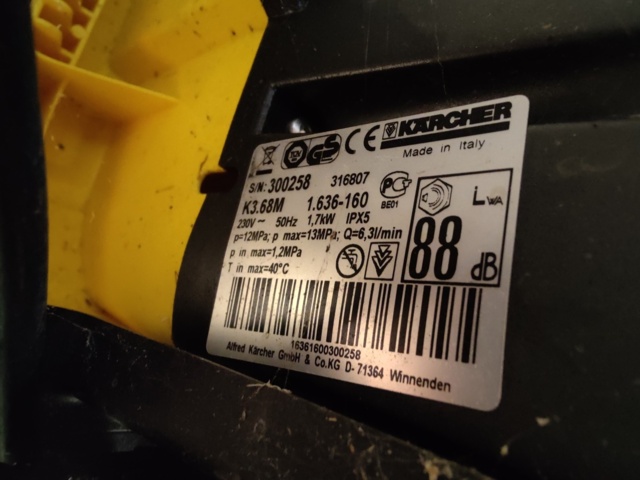 GS CE KÄRCHER
Made in Italy
S/N: 300258 316807
K3.68M 1.636-160
BE01
230V ~ 50Hz 1,7kW IPX5
p=12MPa; p max=13MPa; Q=6,3l/min
p in max=1,2MPa
T in max=40°C
LWA
88 dB
16361600300258
Alfred Kärcher GmbH & Co.KG D- 71364 Winnenden